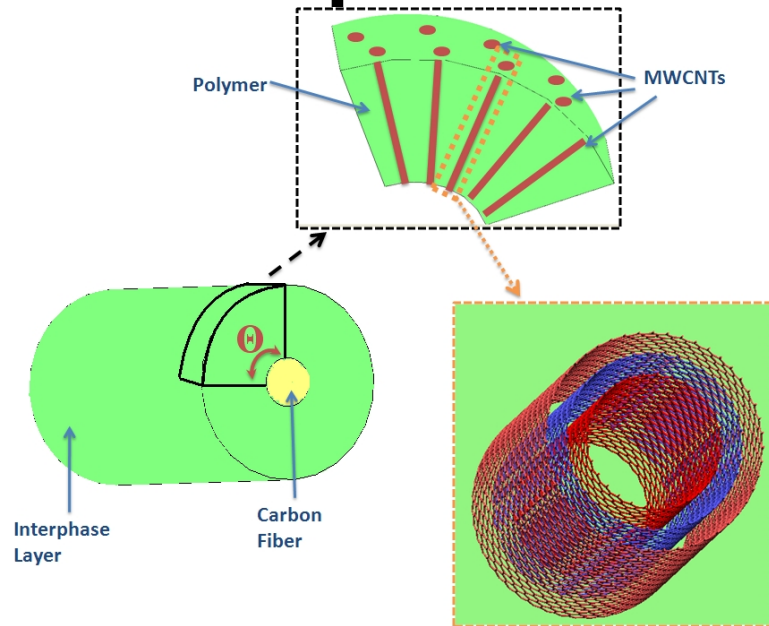 Polymer
MWCNTs
Θ
Interphase
Layer
Carbon
Fiber